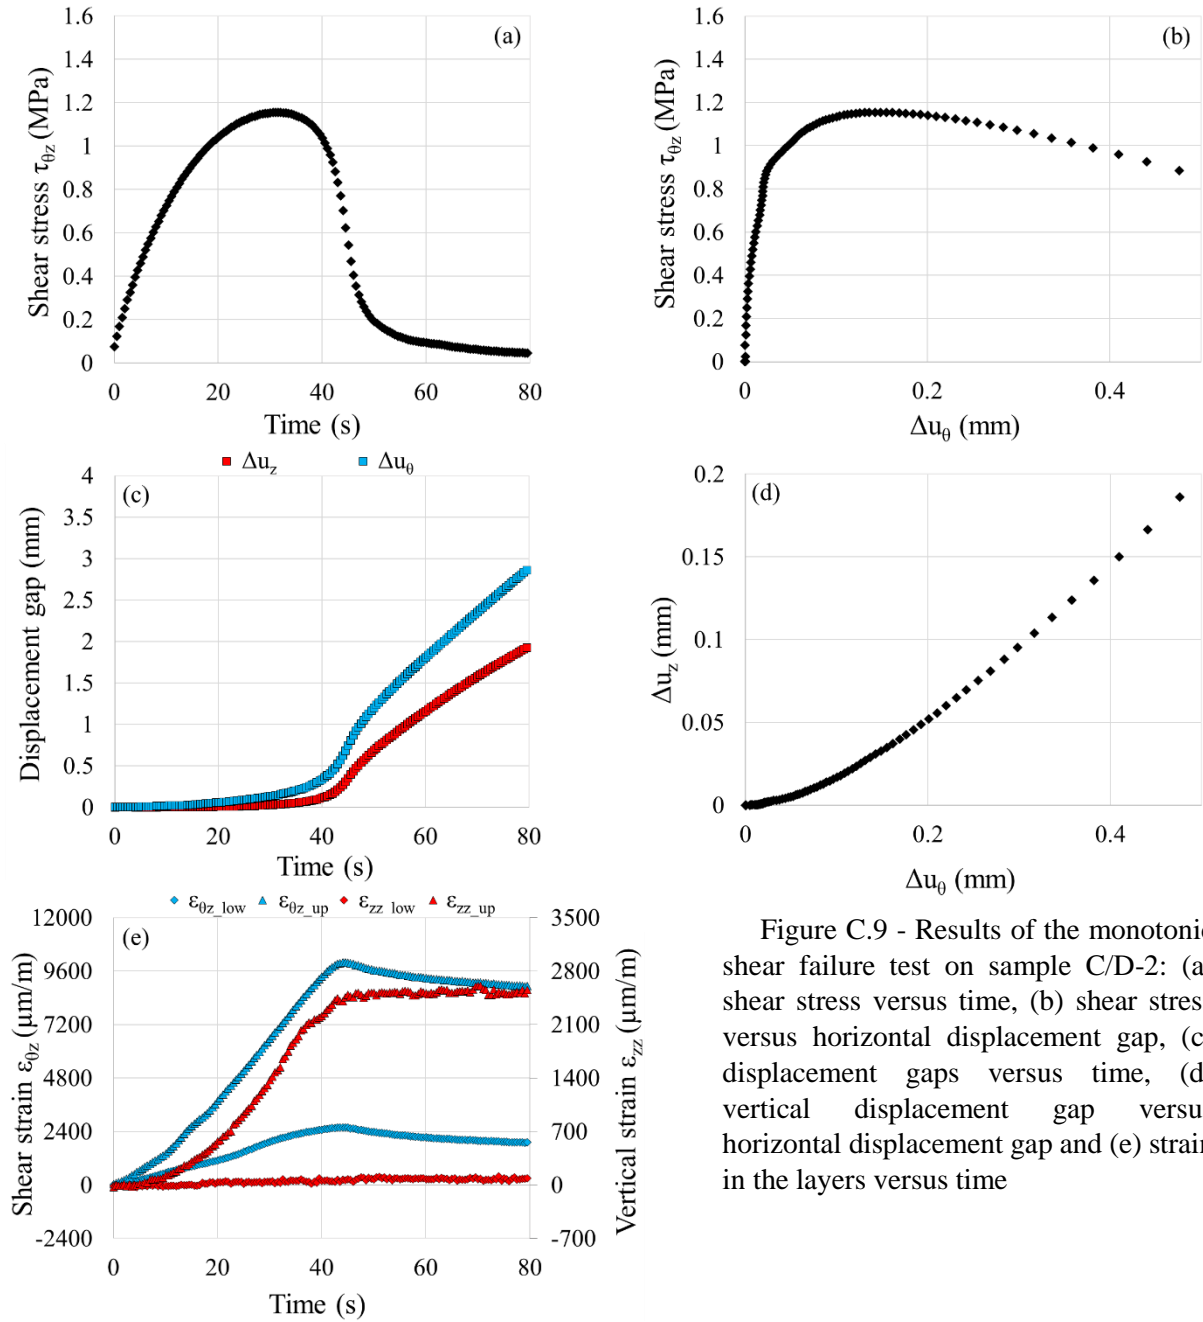 (a)
Shear stress τθz (MPa)
1.6
1.4
1.2
1
0.8
0.6
0.4
0.2
0
0 20 40 60 80
Time (s)
(b)
Shear stress τθz (MPa)
1.6
1.4
1.2
1
0.8
0.6
0.4
0.2
0
0 0.2 0.4
Δuθ (mm)
Δuz Δuθ
(c)
Displacement gap (mm)
4
3.5
3
2.5
2
1.5
1
0.5
0
0 20 40 60 80
Time (s)
(d)
Δuz (mm)
0.2
0.15
0.1
0.05
0
0 0.2 0.4
Δuθ (mm)
εθz_low εθz_up εzz_low εzz_up
(e)
Shear strain εθz (μm/m)
12000
9600
7200
4800
2400
0
-2400
3500
2800
2100
1400
700
0
-700
Vertical strain εzz (μm/m)
0 20 40 60 80
Time (s)
Figure C.9 - Results of the monotonic
shear failure test on sample C/D-2: (a
shear stress versus time, (b) shear stres
versus horizontal displacement gap, (c
displacement gaps versus time, (d
vertical displacement gap versu
horizontal displacement gap and (e) strain
in the layers versus time